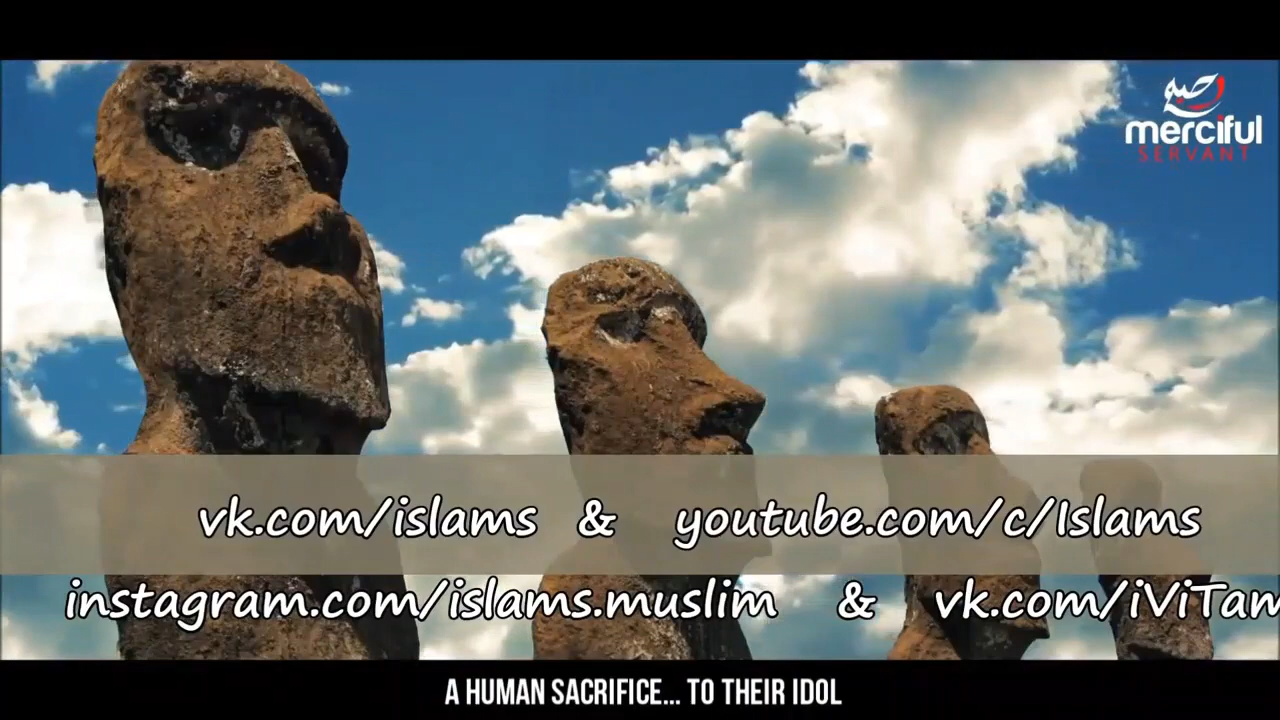 merciful
SERVANT
vk.com/islams & youtube.com/c/Islams
instagram.com/islams.muslim & vk.com/iViTam
A HUMAN SACRIFICE... TO THEIR IDOL